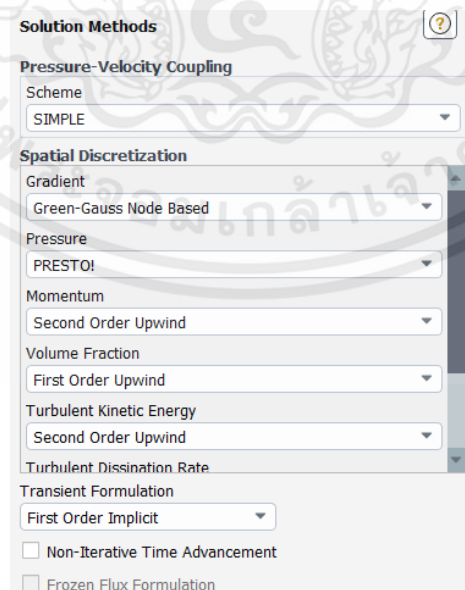 Solution Methods
?
Pressure-Velocity Coupling
Scheme
SIMPLE
Spatial Discretization
Gradient
Green-Gauss Node Based
Pressure
PRESTO!
Momentum
Second Order Upwind
Volume Fraction
First Order Upwind
Turbulent Kinetic Energy
Second Order Upwind
Turbulent Dissipation Rate
Transient Formulation
First Order Implicit
Non-Iterative Time Advancement
Frozen Flux Formulation